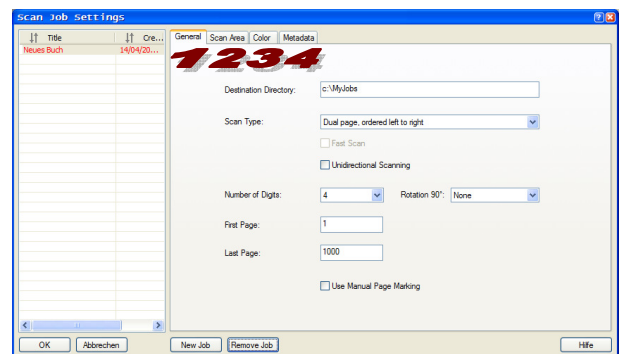 Scan Job Settings
Title Cre...
Neues Buch 14/04/20...
General Scan Area Color Metadata
1234
Destination Directory: c:\MyJobs
Scan Type: Dual page, ordered left to right
Fast Scan
Unidirectional Scanning
Number of Digits: 4 Rotation 90°: None
First Page: 1
Last Page: 1000
Use Manual Page Marking
OK Abbrechen New Job Remove Job Hilfe